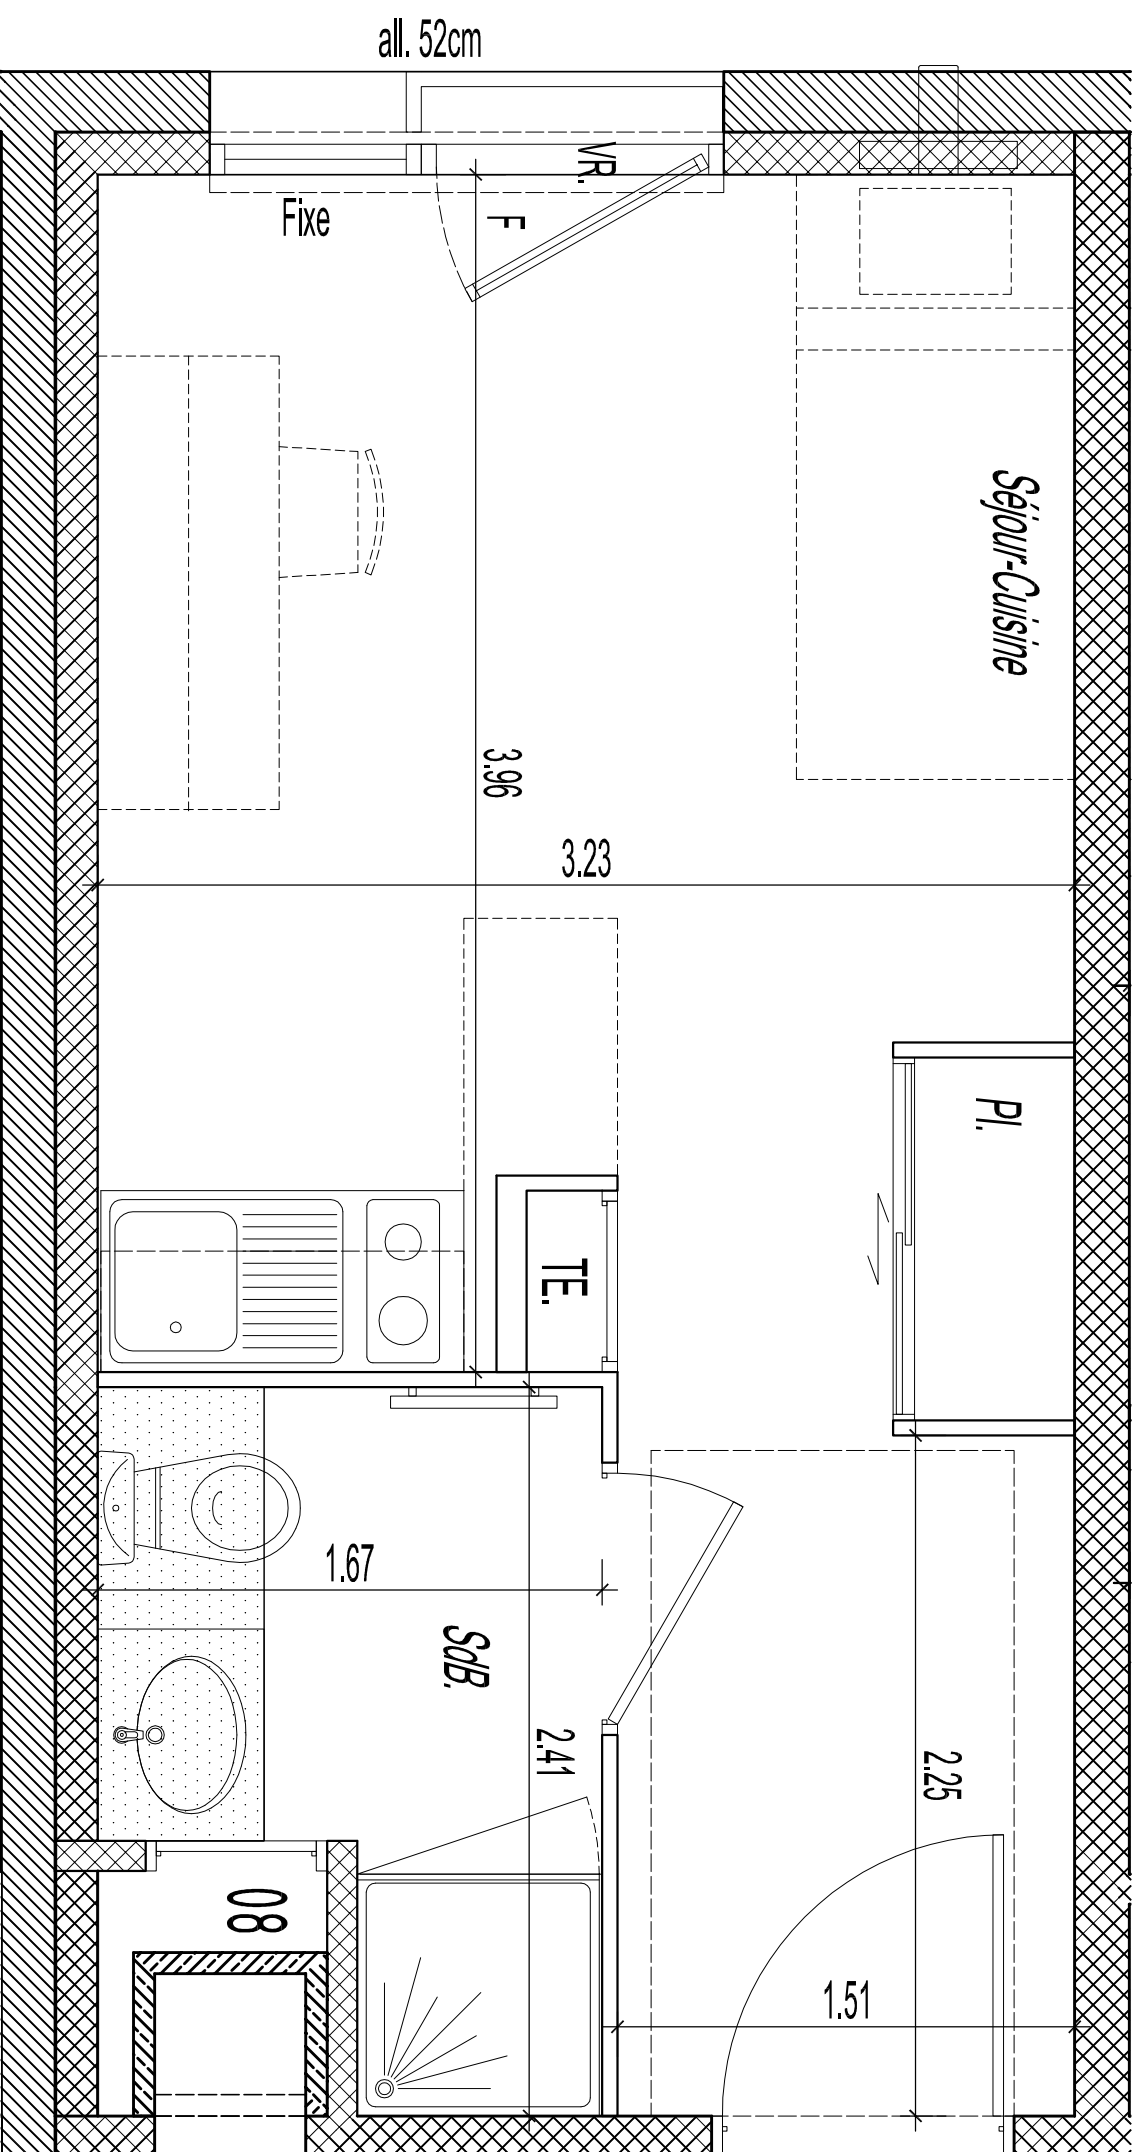 all. 52cm
VR.
F
Fixe
Séjour-Cuisine
3.96
3.23
Pl.
TE.
1.67
SdB.
2.41
2.25
08
1.51